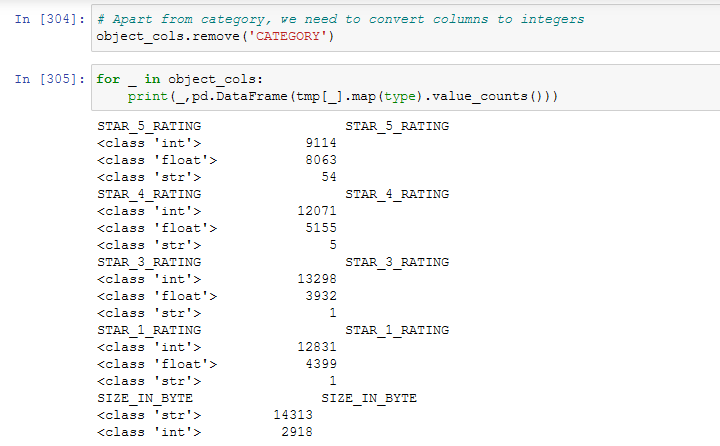 In [304]: # Apart from category, we need to convert columns to integers
object_cols.remove('CATEGORY')
In [305]: for _ in object_cols:
print(_,pd.DataFrame(tmp[_].map(type).value_counts()))
STAR_5_RATING STAR_5_RATING
<class 'int'> 9114
<class 'float'> 8063
<class 'str'> 54
STAR_4_RATING STAR_4_RATING
<class 'int'> 12071
<class 'float'> 5155
<class 'str'> 5
STAR_3_RATING STAR_3_RATING
<class 'int'> 13298
<class 'float'> 3932
<class 'str'> 1
STAR_1_RATING STAR_1_RATING
<class 'int'> 12831
<class 'float'> 4399
<class 'str'> 1
SIZE_IN_BYTE SIZE_IN_BYTE
<class 'str'> 14313
<class 'int'> 2918